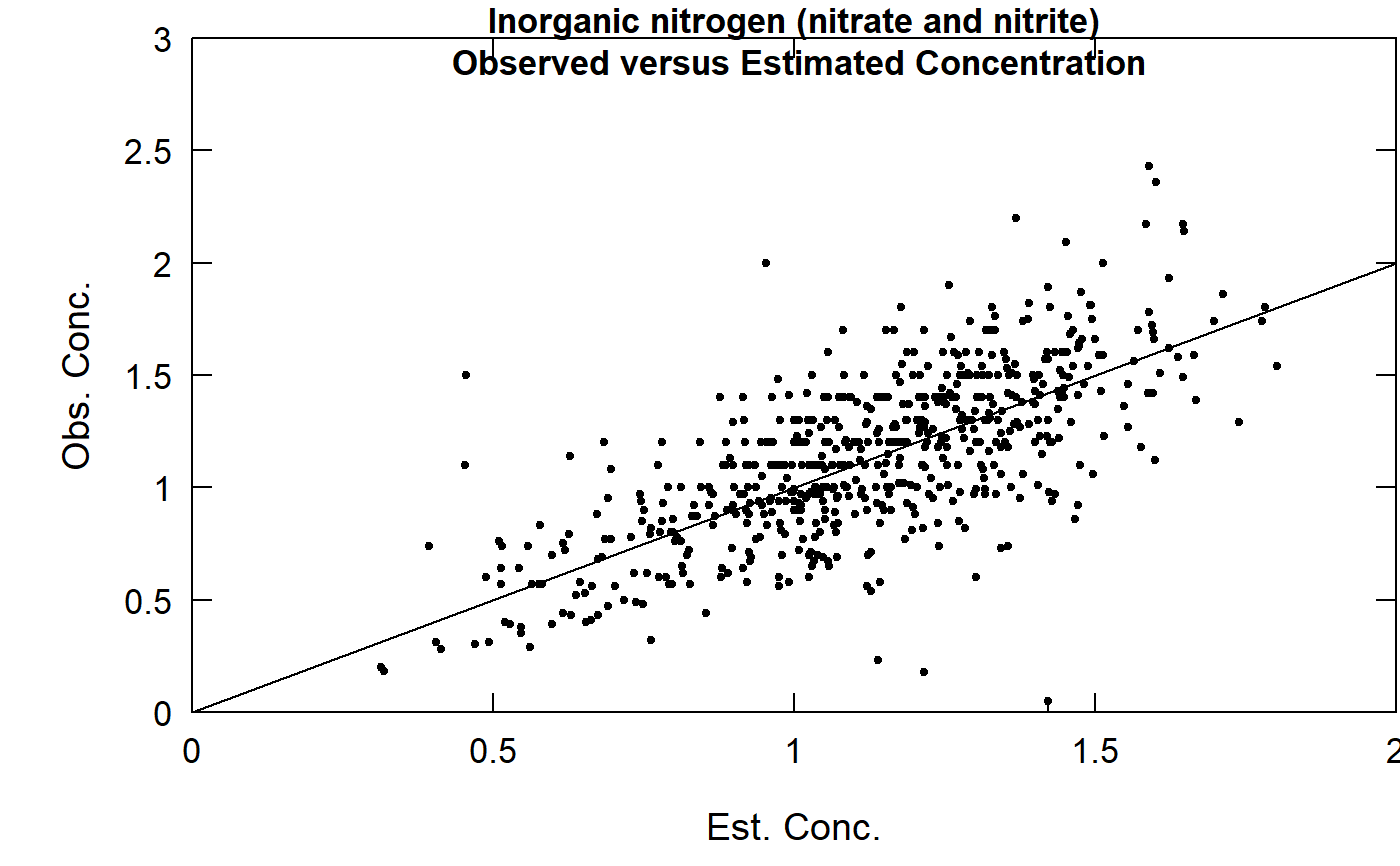 Inorganic nitrogen (nitrate and nitrite)
Observed versus Estimated Concentration
3
2.5
2
1.5
1
0.5
0
Obs. Conc.
0 0.5 1 1.5 2
Est. Conc.